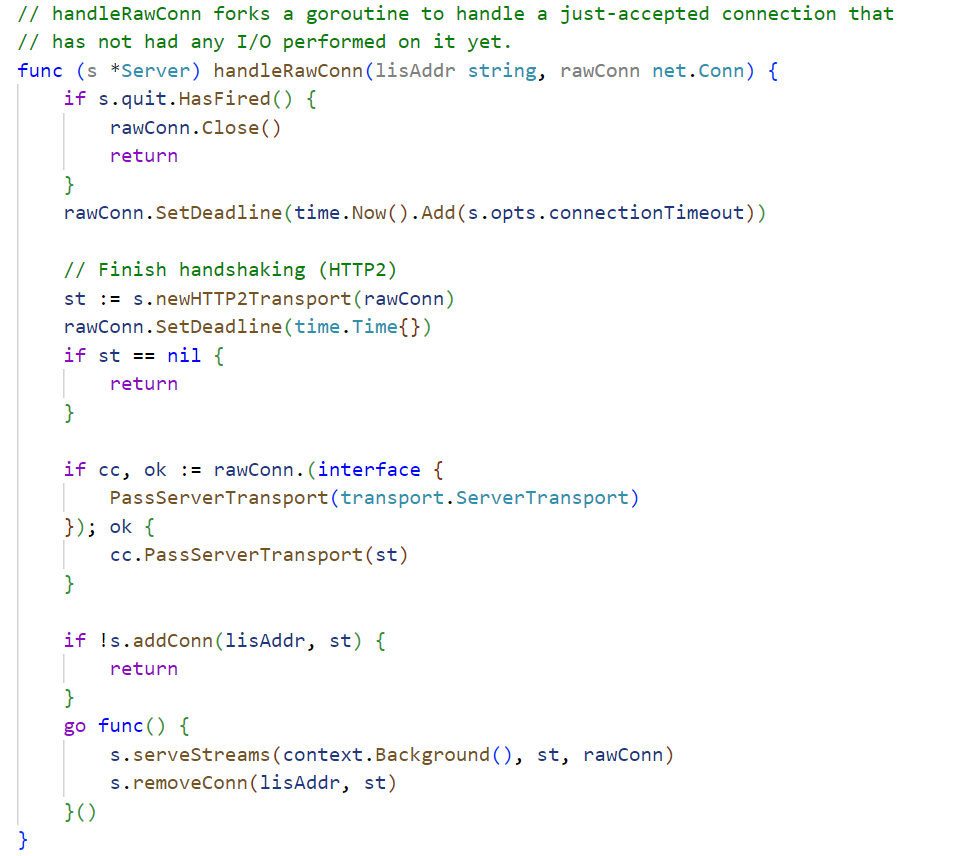 // handleRawConn forks a goroutine to handle a just-accepted connection that
// has not had any I/O performed on it yet.
func (s *Server) handleRawConn(lisAddr string, rawConn net.Conn) {
    if s.quit.HasFired() {
        rawConn.Close()
        return
    }
    rawConn.SetDeadline(time.Now().Add(s.opts.connectionTimeout))

    // Finish handshaking (HTTP2)
    st := s.newHTTP2Transport(rawConn)
    rawConn.SetDeadline(time.Time{})
    if st == nil {
        return
    }

    if cc, ok := rawConn.(interface {
        PassServerTransport(transport.ServerTransport)
    }); ok {
        cc.PassServerTransport(st)
    }

    if !s.addConn(lisAddr, st) {
        return
    }
    go func() {
        s.serveStreams(context.Background(), st, rawConn)
        s.removeConn(lisAddr, st)
    }()
}